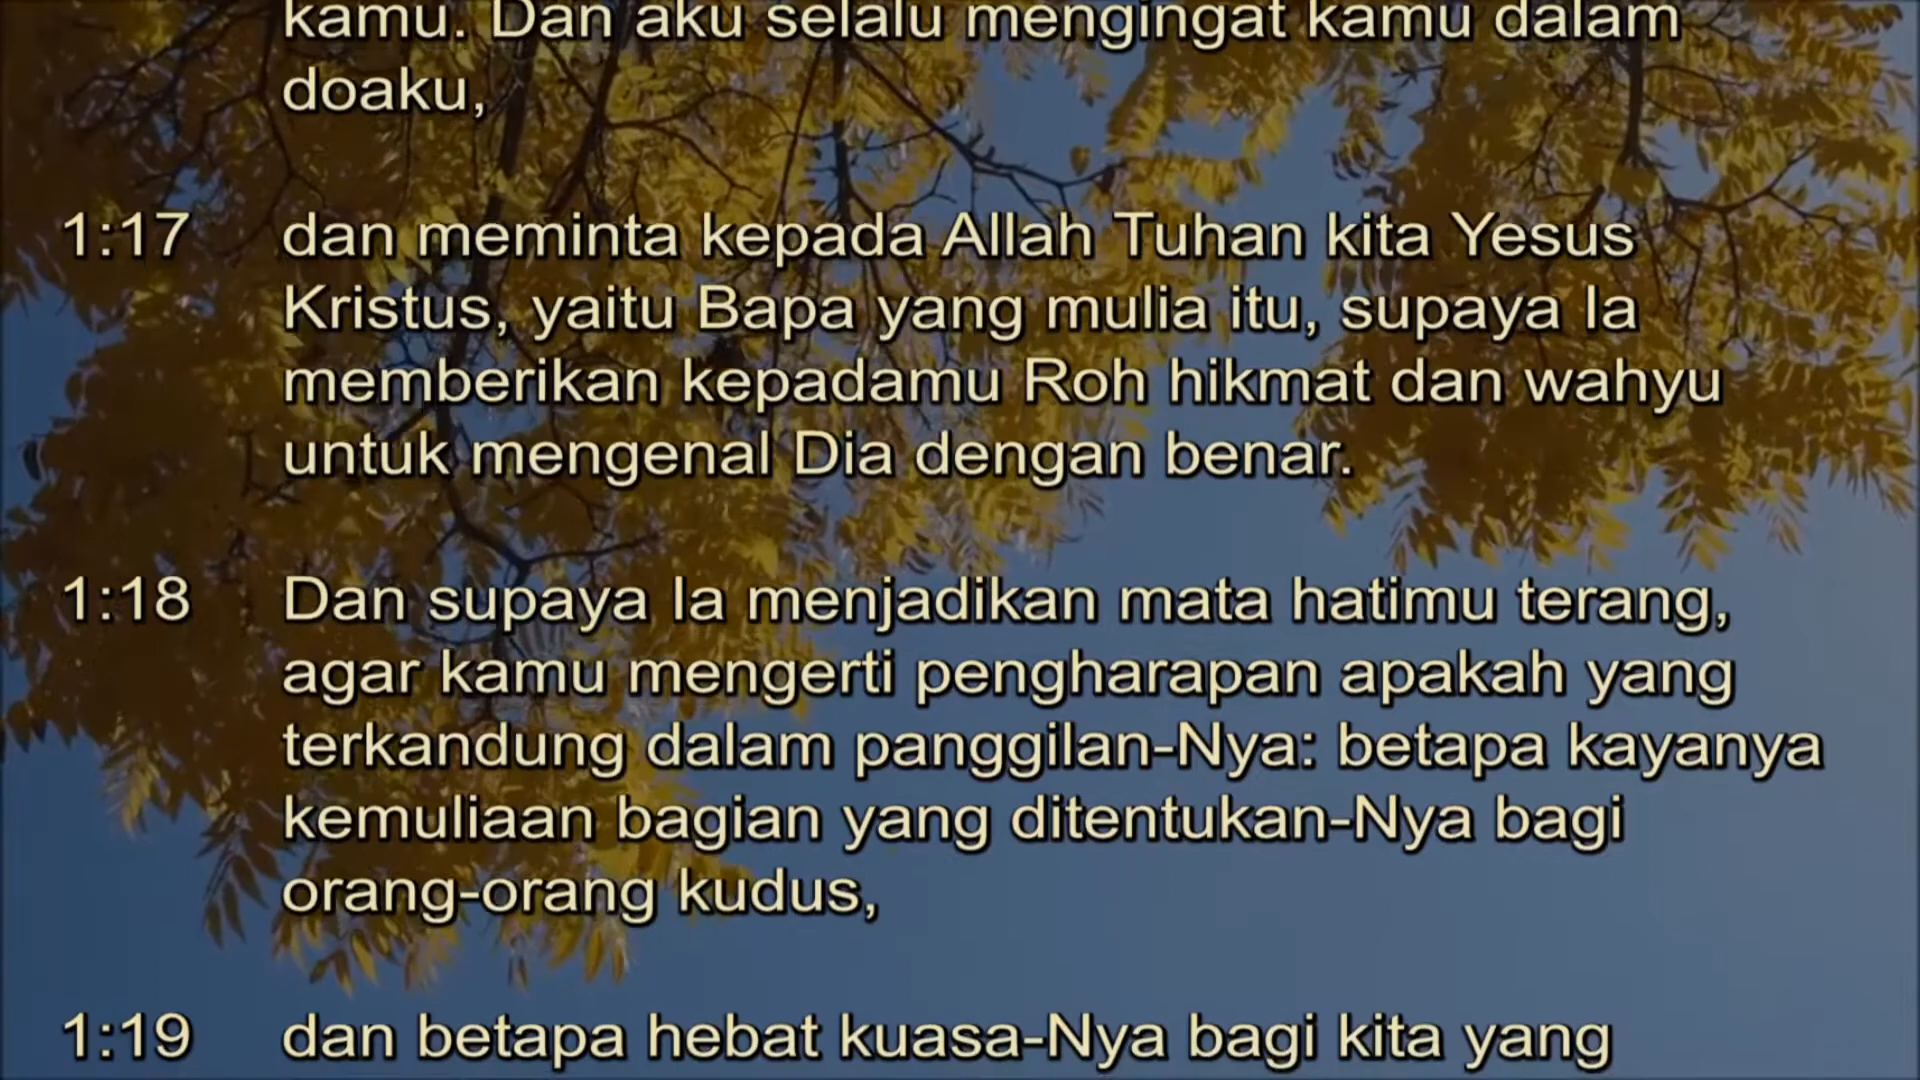 kamu. Dan aku selalu mengingat kamu dalam
doaku,
1:17 dan meminta kepada Allah Tuhan kita Yesus
Kristus, yaitu Bapa yang mulia itu, supaya Ia
memberikan kepadamu Roh hikmat dan wahyu
untuk mengenal Dia dengan benar.
1:18 Dan supaya Ia menjadikan mata hatimu terang,
agar kamu mengerti pengharapan apakah yang
terkandung dalam panggilan-Nya: betapa kayanya
kemuliaan bagian yang ditentukan-Nya bagi
orang-orang kudus,
1:19 dan betapa hebat kuasa-Nya bagi kita yang